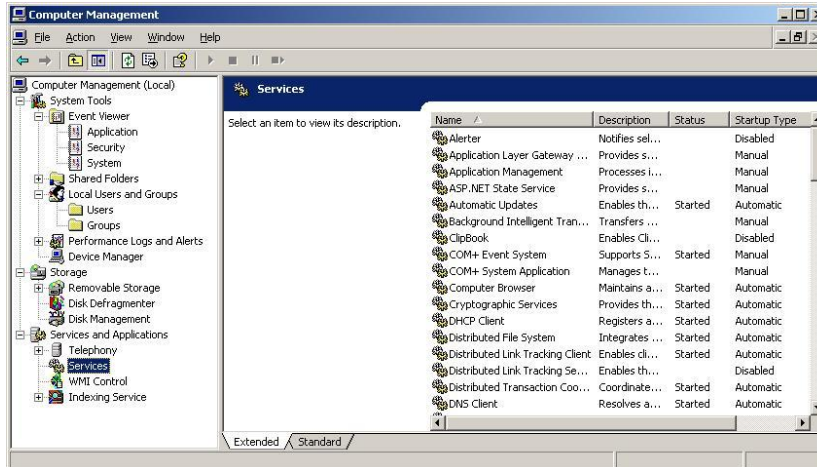 Computer Management
File Action View Window Help
Computer Management (Local)
System Tools
Event Viewer
Application
Security
System
Shared Folders
Local Users and Groups
Users
Groups
Performance Logs and Alerts
Device Manager
Storage
Removable Storage
Disk Defragmenter
Disk Management
Services and Applications
Telephony
Services
WMI Control
Indexing Service
Services
Select an item to view its description.
Name Description Status Startup Type
Alerter Notifies sel... Disabled
Application Layer Gateway ... Provides s... Manual
Application Management Processes i... Manual
ASP.NET State Service Provides s... Manual
Automatic Updates Enables th... Started Automatic
Background Intelligent Tran... Transfers ... Manual
ClipBook Enables Cli... Disabled
COM+ Event System Supports S... Started Manual
COM+ System Application Manages t... Manual
Computer Browser Maintains a... Started Automatic
Cryptographic Services Provides th... Started Automatic
DHCP Client Registers a... Started Automatic
Distributed File System Integrates ... Started Automatic
Distributed Link Tracking Client Enables cli... Started Automatic
Distributed Link Tracking Se... Enables th... Disabled
Distributed Transaction Coo... Coordinate... Started Automatic
DNS Client Resolves a... Started Automatic
Extended Standard